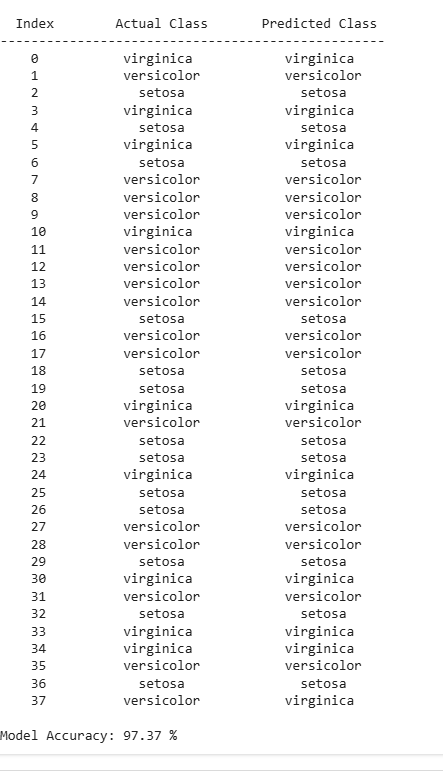 Index Actual Class Predicted Class
------------------------------------------------
0 virginica virginica
1 versicolor versicolor
2 setosa setosa
3 virginica virginica
4 setosa setosa
5 virginica virginica
6 setosa setosa
7 versicolor versicolor
8 versicolor versicolor
9 versicolor versicolor
10 virginica virginica
11 versicolor versicolor
12 versicolor versicolor
13 versicolor versicolor
14 versicolor versicolor
15 setosa setosa
16 versicolor versicolor
17 versicolor versicolor
18 setosa setosa
19 setosa setosa
20 virginica virginica
21 versicolor versicolor
22 setosa setosa
23 setosa setosa
24 virginica virginica
25 setosa setosa
26 setosa setosa
27 versicolor versicolor
28 versicolor versicolor
29 setosa setosa
30 virginica virginica
31 versicolor versicolor
32 setosa setosa
33 virginica virginica
34 virginica virginica
35 versicolor versicolor
36 setosa setosa
37 versicolor virginica
Model Accuracy: 97.37 %